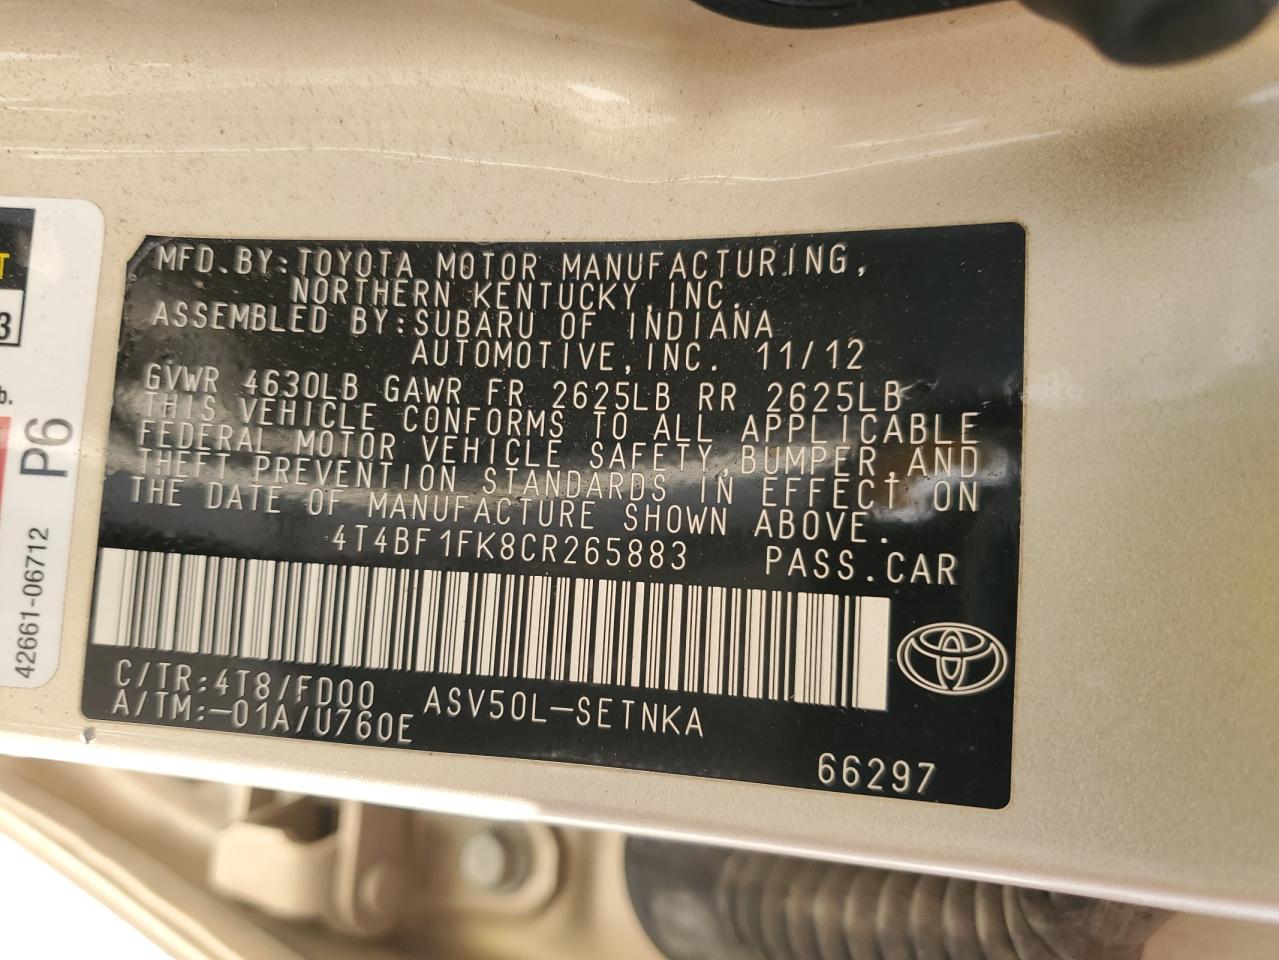 MFD.BY:TOYOTA MOTOR MANUFACTURING,
NORTHERN KENTUCKY,INC.
ASSEMBLED BY:SUBARU OF INDIANA
AUTOMOTIVE,INC. 11/12
GVWR 4630LB GAWR FR 2625LB RR 2625LB
THIS VEHICLE CONFORMS TO ALL APPLICABLE
FEDERAL MOTOR VEHICLE SAFETY,BUMPER,AND
THEFT PREVENTION STANDARDS IN EFFECT ON
THE DATE OF MANUFACTURE SHOWN ABOVE.
4T4BF1FK8CR265883 PASS.CAR
C/TR:4T8/FD00 ASV50L-SETNKA
A/TM:-01A/U760E
66297
T
3
b.
P6
42661-06712